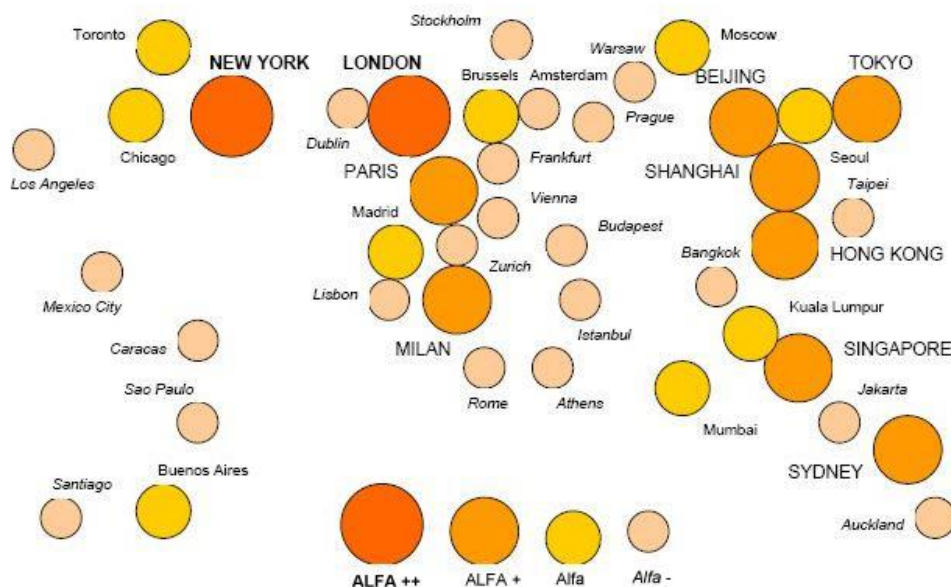 Stockholm
Toronto
Moscow
Warsaw
NEW YORK
LONDON
Brussels
Amsterdam
BEIJING
TOKYO
Prague
Dublin
Chicago
Frankfurt
Seoul
Los Angeles
PARIS
SHANGHAI
Taipei
Vienna
Madrid
Budapest
Bangkok
HONG KONG
Zurich
Lisbon
Mexico City
Kuala Lumpur
Istanbul
Caracas
MILAN
SINGAPORE
Sao Paulo
Rome
Athens
Jakarta
Mumbai
Buenos Aires
SYDNEY
Santiago
Auckland
ALFA ++
ALFA +
Alfa
Alfa -